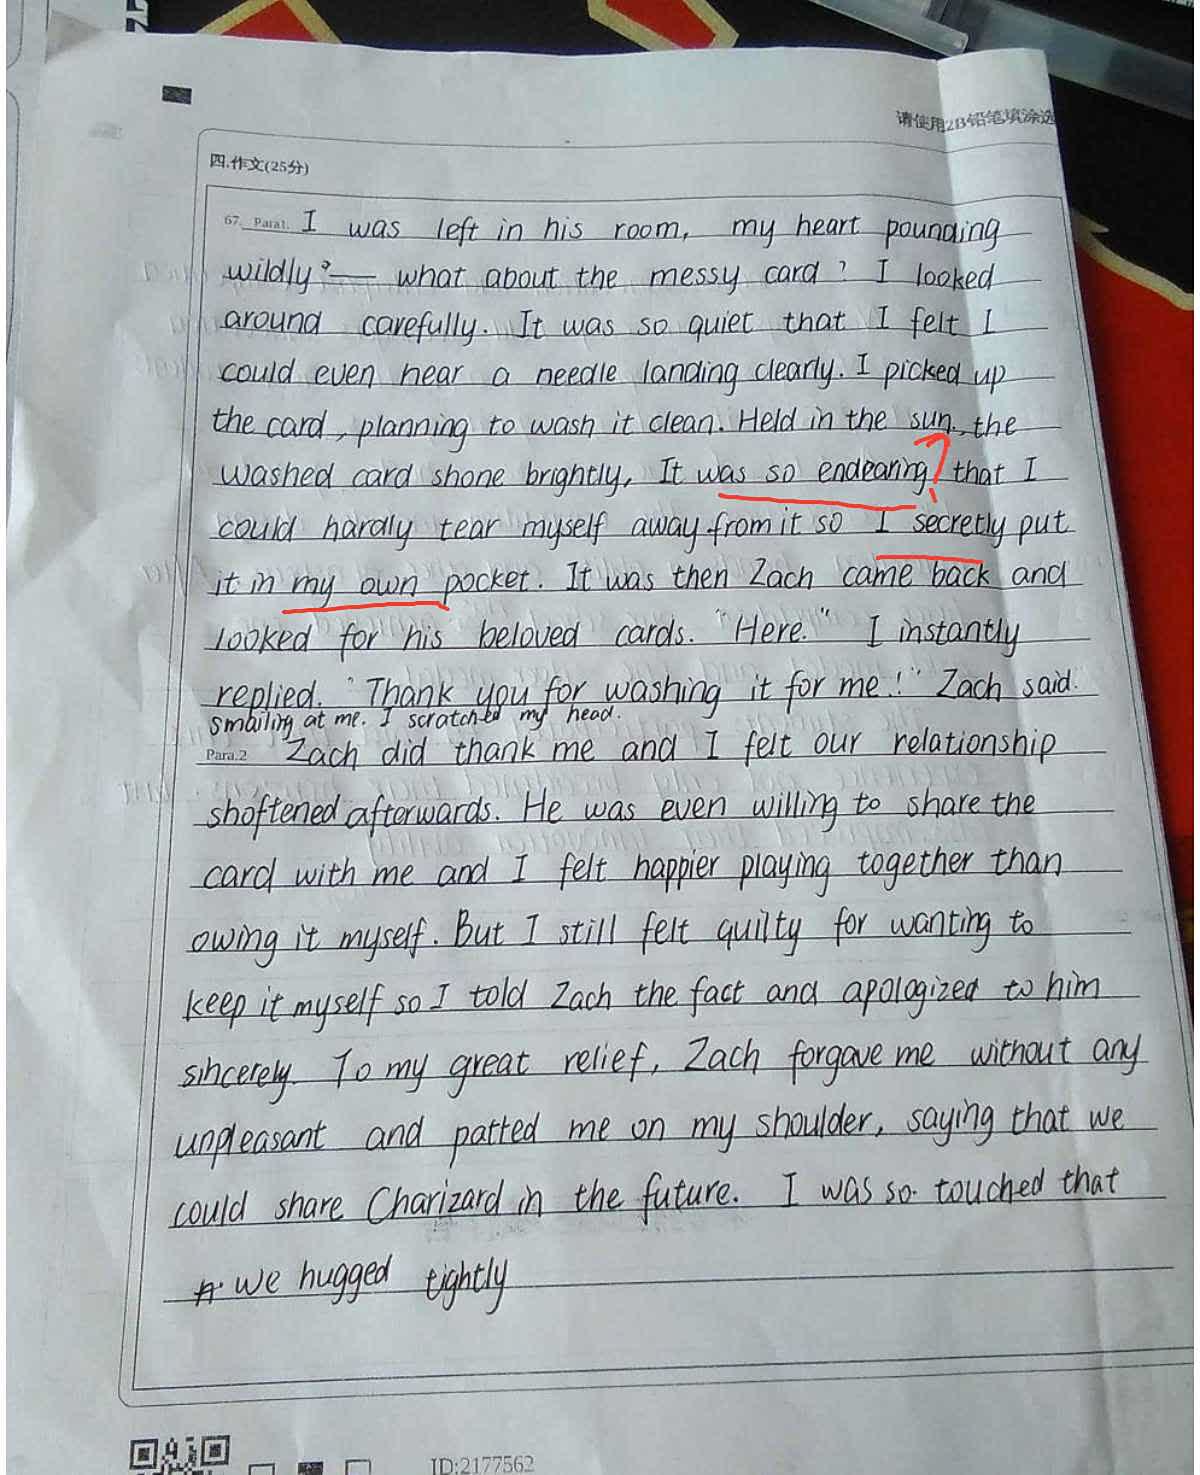 请使用2B铅笔填涂选
四.作文(25分)
67. Para1. I was left in his room, my heart pounding
wildly? — what about the messy card? I looked
around carefully. It was so quiet that I felt I
could even hear a needle landing clearly. I picked up
the card, planning to wash it clean. Held in the sun, the
washed card shone brightly, It was so endearing that I
could hardly tear myself away from it so I secretly put
it in my own pocket. It was then Zach came back and
looked for his beloved cards. "Here." I instantly
replied. "Thank you for washing it for me!" Zach said.
smailing at me. I scratched my head.
Para.2 Zach did thank me and I felt our relationship
shoftened afterwards. He was even willing to share the
card with me and I felt happier playing together than
owing it myself. But I still felt guilty for wanting to
keep it myself so I told Zach the fact and apologized to him
sincerely. To my great relief, Zach forgave me without any
unpleasant and patted me on my shoulder, saying that we
could share Charizard in the future. I was so touched that
we hugged tightly
ID:2177562